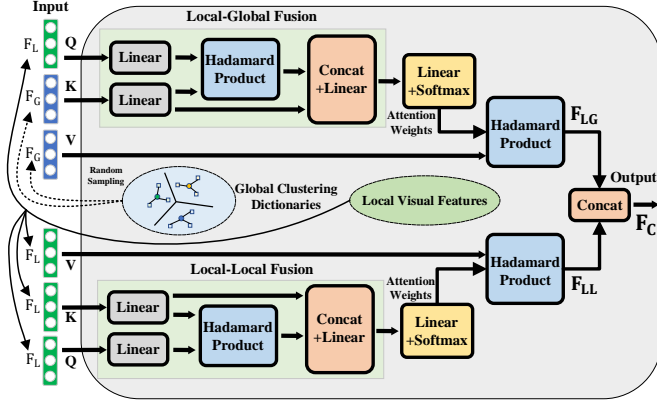 Input
Local-Global Fusion
F_L Q
Linear
Hadamard
Product
Concat
+Linear
Linear
+Softmax
F_G K
Linear
Attention
Weights
Hadamard
Product
F_LG
F_G V
Random
Sampling
Global Clustering
Dictionaries
Local Visual Features
Output
Concat
F_C
F_L V
Hadamard
Product
F_LL
Local-Local Fusion
Attention
Weights
F_L K
Linear
Hadamard
Product
Concat
+Linear
Linear
+Softmax
F_L Q
Linear